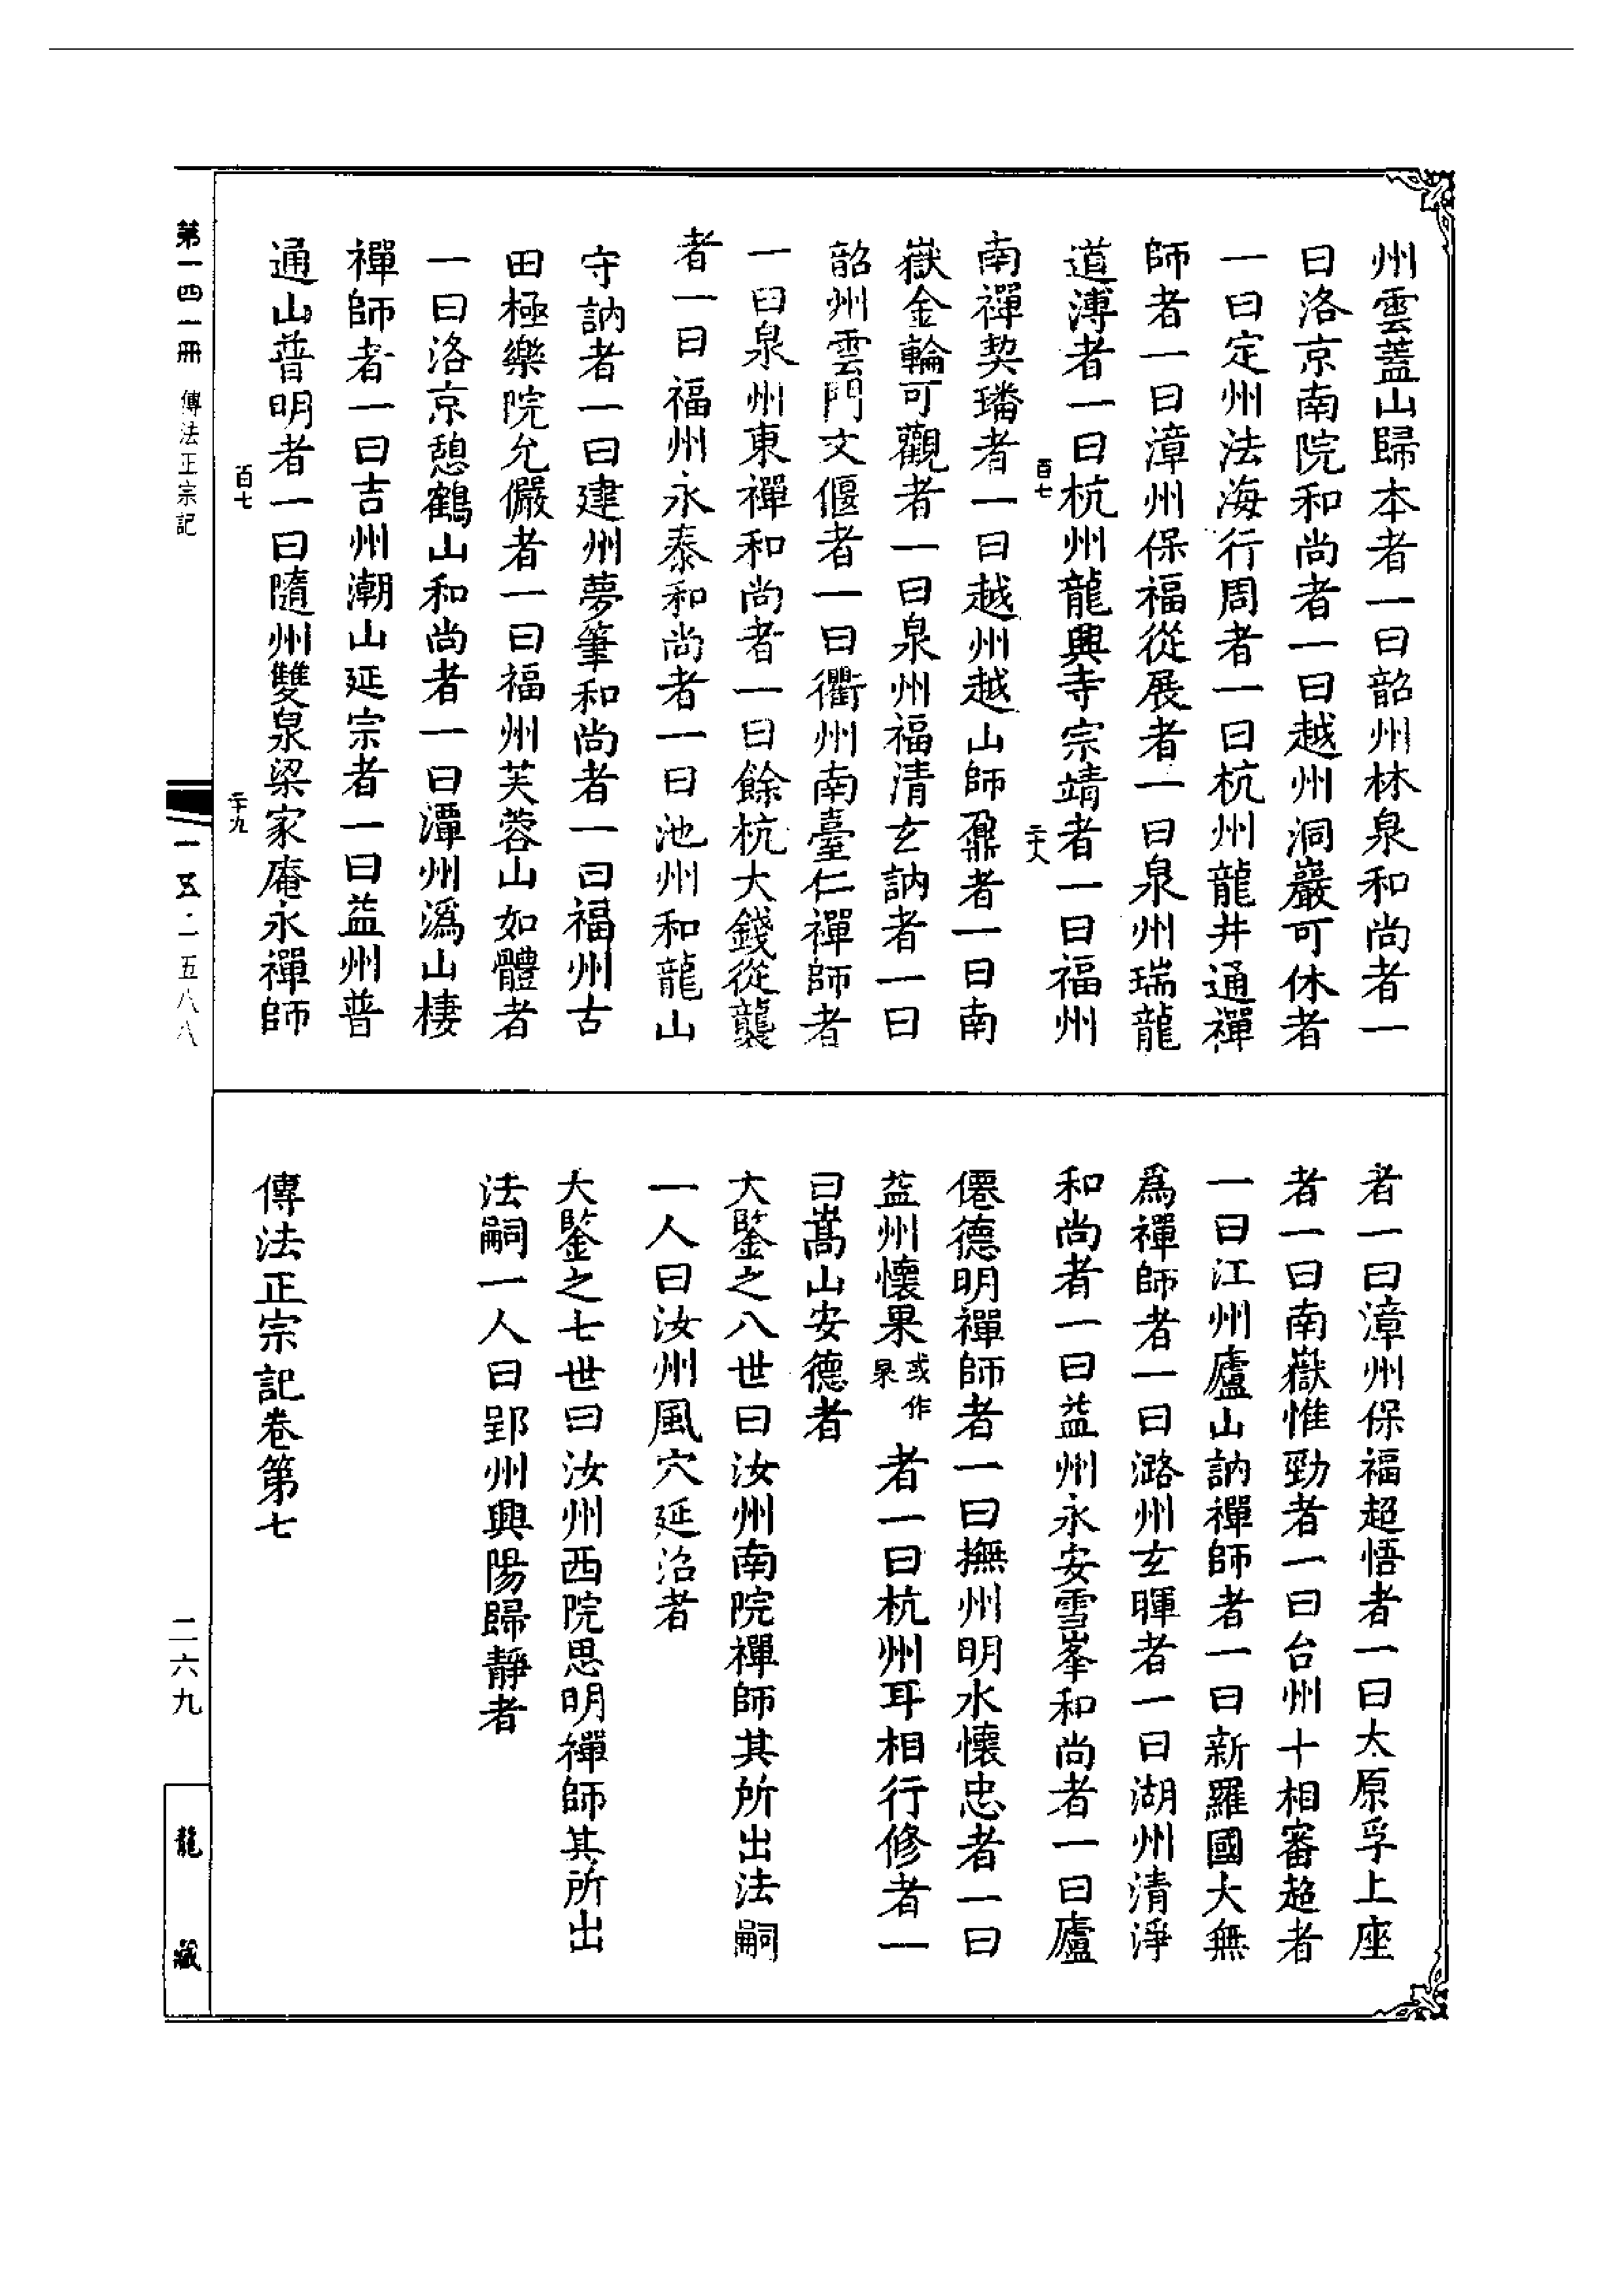 州雲蓋山歸本者一曰韶州林泉和尚者一
曰洛京南院和尚者一曰越州洞巖可休者
一曰定州法海行周者一曰杭州龍井通禪
師者一曰漳州保福從展者一曰泉州瑞龍
道溥者一曰杭州龍興寺宗靖者一曰福州
百七
二十八
南禪契璠者一曰越州越山師鼐者一曰南
嶽金輪可觀者一曰泉州福清玄訥者一曰
韶州雲門文偃者一曰衢州南臺仁禪師者
一曰泉州東禪和尚者一曰餘杭大錢從襲
者一曰福州永泰和尚者一曰池州和龍山
守訥者一曰建州夢筆和尚者一曰福州古
田極樂院允儼者一曰福州芙蓉山如體者
一曰洛京憩鶴山和尚者一曰潭州溈山棲
禪師者一曰吉州潮山延宗者一曰益州普
通山普明者一曰隨州雙泉梁家庵永禪師
百七
二十九
者一曰漳州保福超悟者一曰太原孚上座
者一曰南嶽惟勁者一曰台州十相審超者
一曰江州廬山訥禪師者一曰新羅國大無
為禪師者一曰潞州玄暉者一曰湖州清淨
和尚者一曰益州永安雪峯和尚者一曰廬
僊德明禪師者一曰撫州明水懷忠者一曰
益州懷果或作杲者一曰杭州耳相行修者一
曰嵩山安德者
大鑒之八世曰汝州南院禪師其所出法嗣
一人曰汝州風穴延沼者
大鑒之七世曰汝州西院思明禪師其所出
法嗣一人曰郢州興陽歸靜者
傳法正宗記卷第七
第一四一冊 傳法正宗記
一五·二五八八
二六九
龍藏